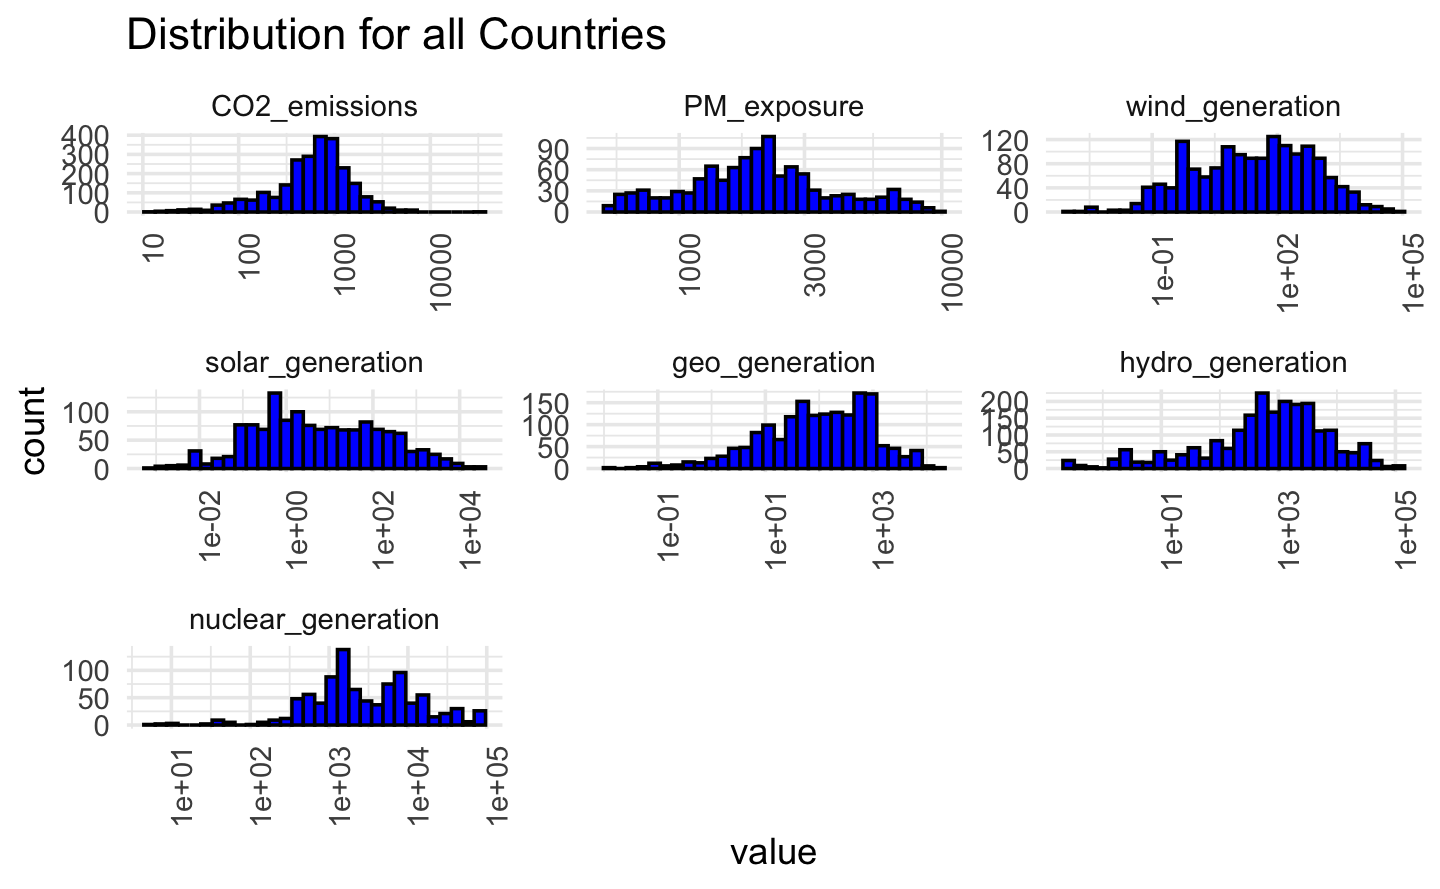 Distribution for all Countries
CO2_emissions
PM_exposure
wind_generation
400
300
200
100
0
10
100
1000
10000
90
60
30
0
1000
3000
10000
120
80
40
0
1e-01
1e+02
1e+05
solar_generation
geo_generation
hydro_generation
100
50
0
1e-02
1e+00
1e+02
1e+04
150
100
50
0
1e-01
1e+01
1e+03
200
150
100
50
0
1e+01
1e+03
1e+05
nuclear_generation
100
50
0
1e+01
1e+02
1e+03
1e+04
1e+05
count
value